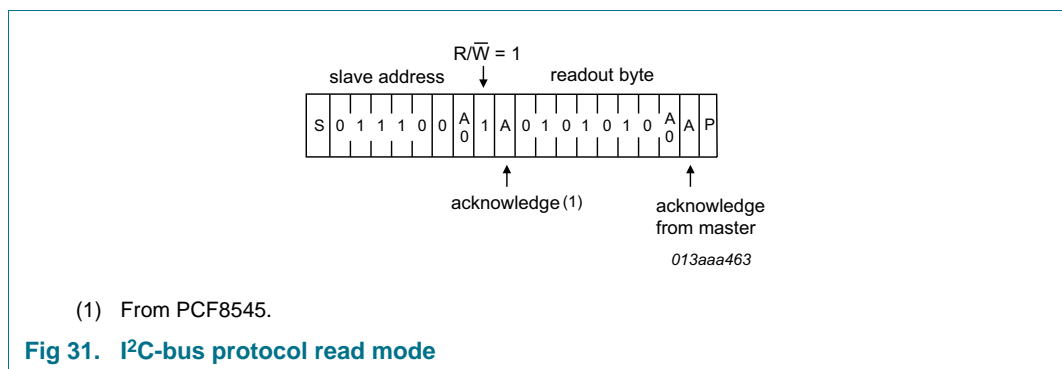 R/W̅ = 1
slave address readout byte
S 0 1 1 1 0 0 A0 1 A 0 1 0 1 0 1 0 A0 A P
acknowledge (1)
acknowledge
from master
013aaa463
(1) From PCF8545.
Fig 31. I²C-bus protocol read mode